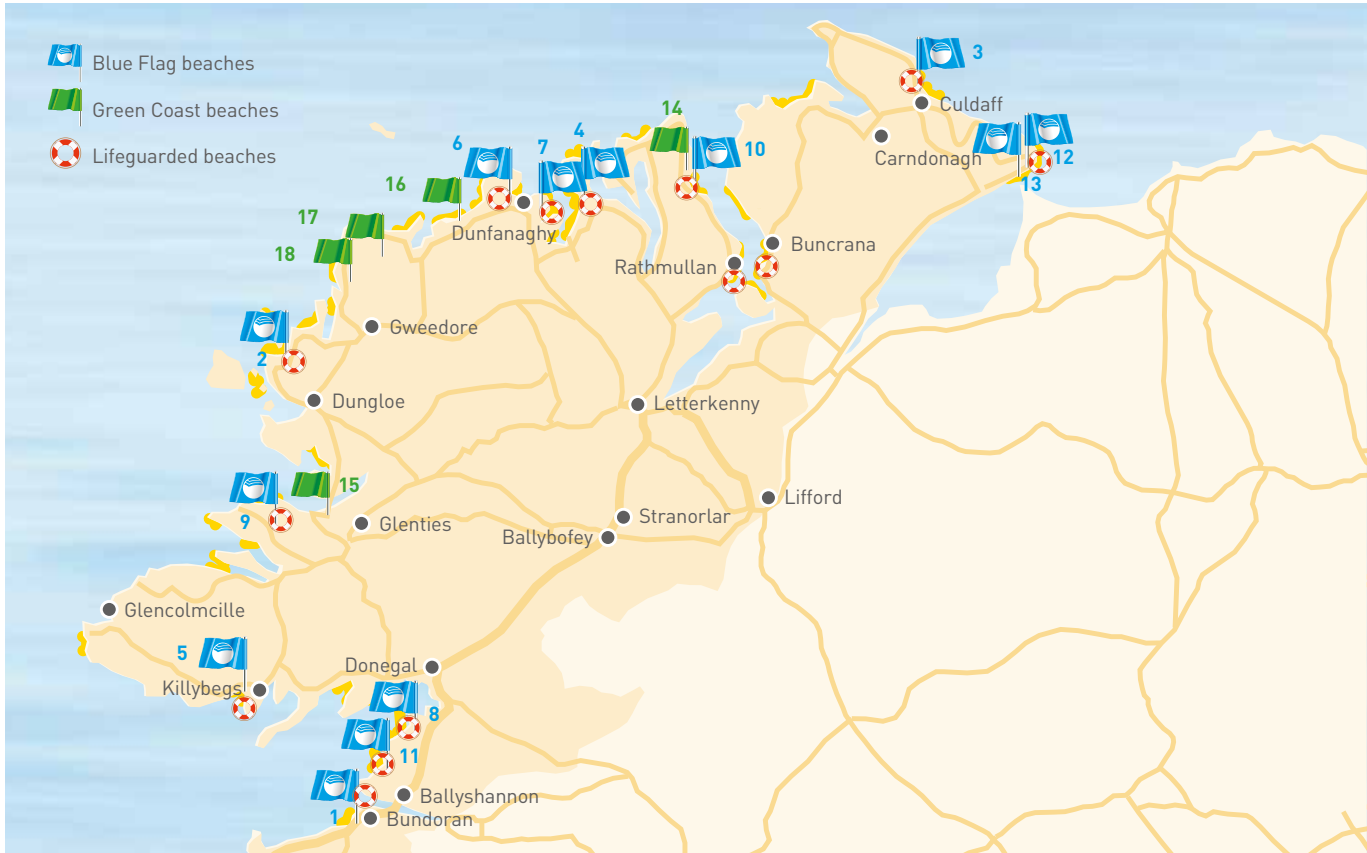 Blue Flag beaches
Green Coast beaches
Lifeguarded beaches
3
Culdaff
14
12
Carndonagh
13
10
4
7
6
16
Dunfanaghy
17
18
Buncrana
Rathmullan
Gweedore
2
Dungloe
Letterkenny
15
9
Glenties
Lifford
Stranorlar
Ballybofey
Glencolmcille
5
Killybegs
Donegal
8
11
Ballyshannon
1
Bundoran